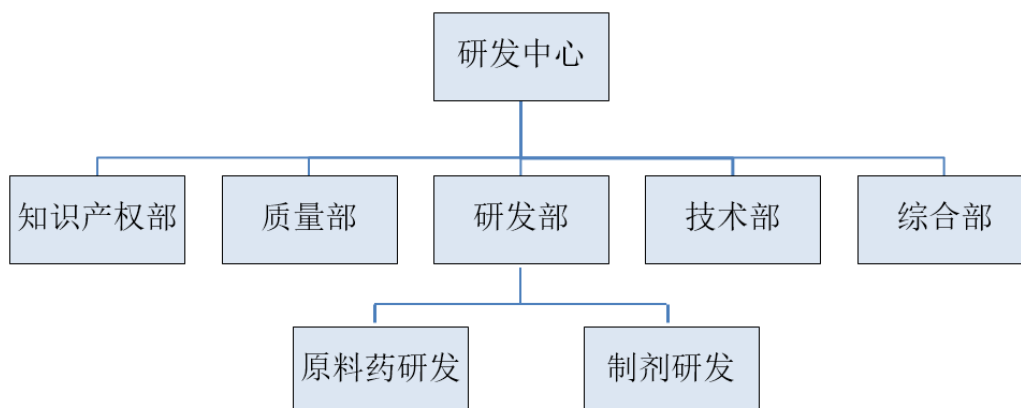 研发中心
知识产权部
质量部
研发部
技术部
综合部
原料药研发
制剂研发